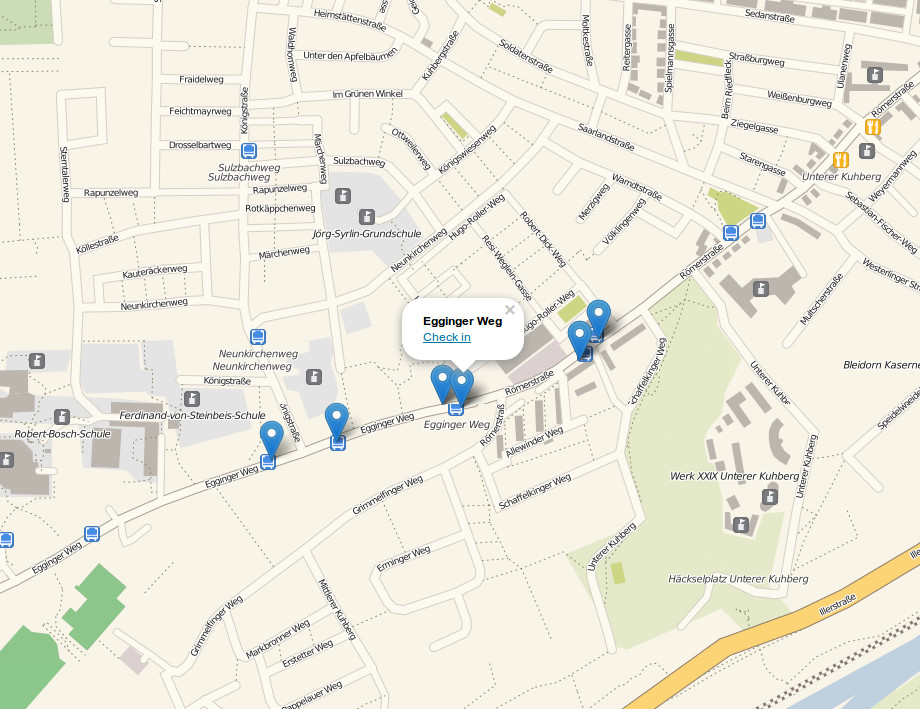 Sedanstraße
Heimstättenstraße
Moltkestraße
Reitergasse
Spielmannsgasse
Ulanenweg
Waldhornweg
Kuhbergstraße
Soldatenstraße
Unter den Apfelbäumen
Straßburgweg
Beim Riedleck
Fraidelweg
Im Grünen Winkel
Weißenburgweg
Römerstraße
Feichtmayrweg
Königstraße
Ziegelgasse
Saarlandstraße
Ottweilerweg
Königswiesenweg
Drosselbartweg
Märchenweg
Sulzbachweg
Starengasse
Sterntalerweg
Sulzbachweg
Sulzbachweg
Unterer Kuhberg
Weyermannweg
Rapunzelweg
Rapunzelweg
Warndtstraße
Merzigweg
Rotkäppchenweg
Hugo-Roller-Weg
Robert-Dick-Weg
Völklingenweg
Sebastian-Fischer-Weg
Jörg-Syrlin-Grundschule
Köllestraße
Märchenweg
Neunkirchenweg
Resi-Weglein-Gasse
Römerstraße
Kauteräckerweg
Westerlinger
Multscherstraße
Neunkirchenweg
Hugo-Roller-Weg
Egginger Weg
×
Check in
Neunkirchenweg
Neunkirchenweg
Schaffelkinger Weg
Bleidorn Kaserne
Königstraße
Römerstraße
Unterer Kuhbe
Ferdinand-von-Steinbeis-Schule
Königstraße
Egginger Weg
Egginger Weg
Römerstraß
Robert-Bosch-Schule
Allewinder Weg
Speidelweg
Egginger Weg
Grimmelfinger Weg
Schaffelkinger Weg
Werk XXIX Unterer Kuhberg
Unterer Kuhberg
Unterer Kuhberg
Egginger Weg
Erminger Weg
Häckselplatz Unterer Kuhberg
Iller
Mittlerer Kuhberg
Illerstraße
Grimmelfinger Weg
Markbronner Weg
Erstetter Weg
Pappelauer Weg